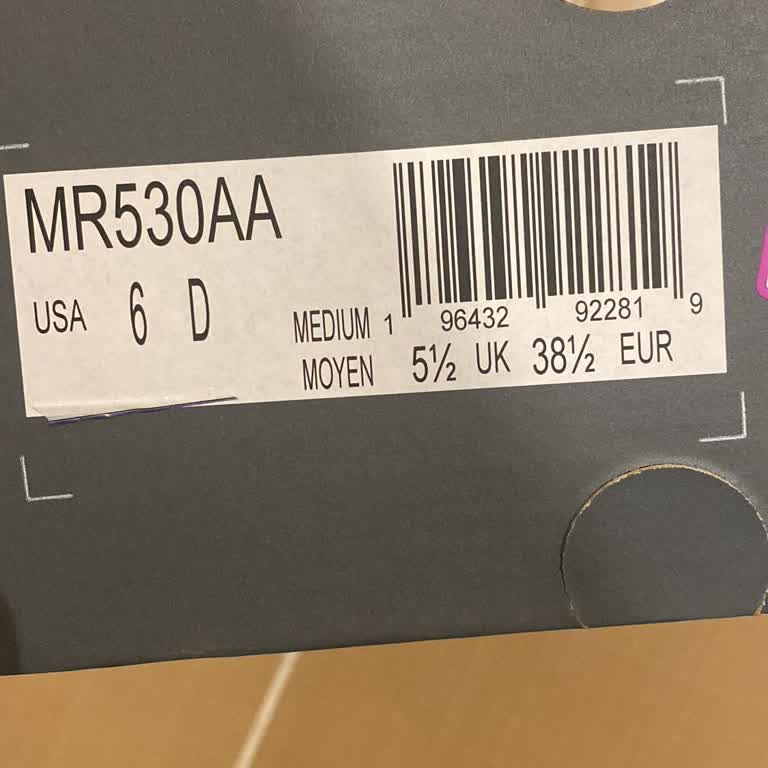 MR530AA
USA 6 D
MEDIUM
MOYEN
1 96432 92281 9
5½ UK 38½ EUR